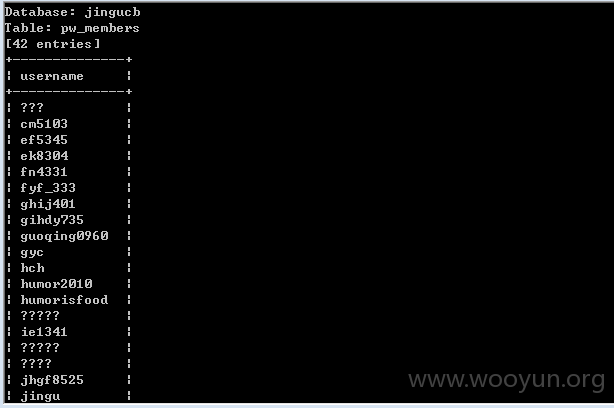 Database: jingucb
Table: pw_members
[42 entries]
+--------------+
¦ username     ¦
+--------------+
¦ ???          ¦
¦ cm5103       ¦
¦ ef5345       ¦
¦ ek8304       ¦
¦ fn4331       ¦
¦ fyf_333      ¦
¦ ghij401      ¦
¦ gihdy735     ¦
¦ guoqing0960  ¦
¦ gyc          ¦
¦ hch          ¦
¦ humor2010    ¦
¦ humorisfood  ¦
¦ ?????        ¦
¦ ie1341       ¦
¦ ?????        ¦
¦ ????         ¦
¦ jhgf8525     ¦
¦ jingu        ¦
www.wooyun.org